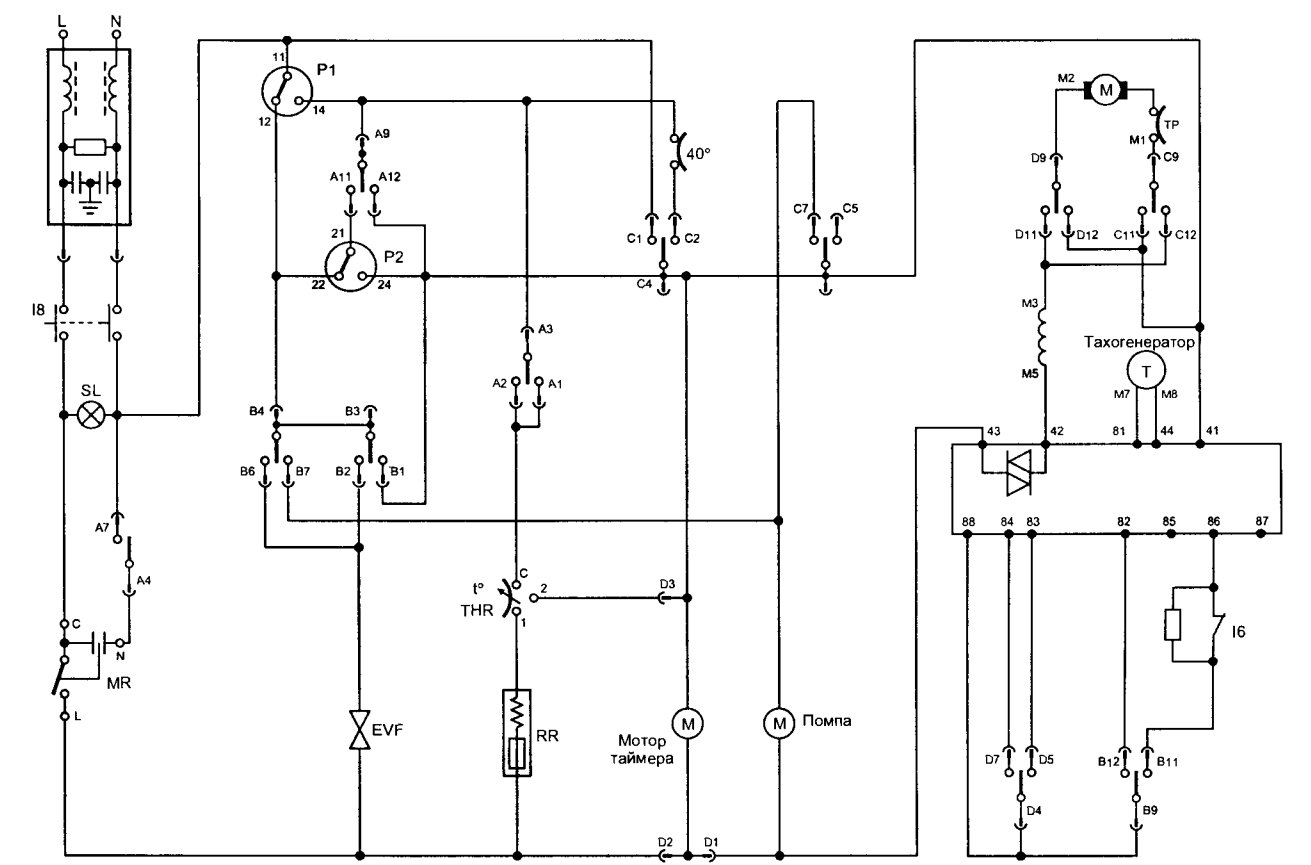 L N
11
P1
12 14
A9
40°
A11 A12
21
P2
22 24
C1 C2
C4
C7 C5
M2 M
TP
M1
D9 C9
D11 D12 C11 C12
I8
M3
M5
Тахогенератор
T
M7 M8
A3
A2 A1
SL
B4 B3
B6 B7 B2 B1
43 42 81 44 41
A7
A4
88 84 83 82 85 86 87
t° C
THR 2
1
D3
C
N
MR
L
I6
EVF
RR
M
Мотор
таймера
M
Помпа
D7 D5
B12 B11
D4 B9
D2 D1